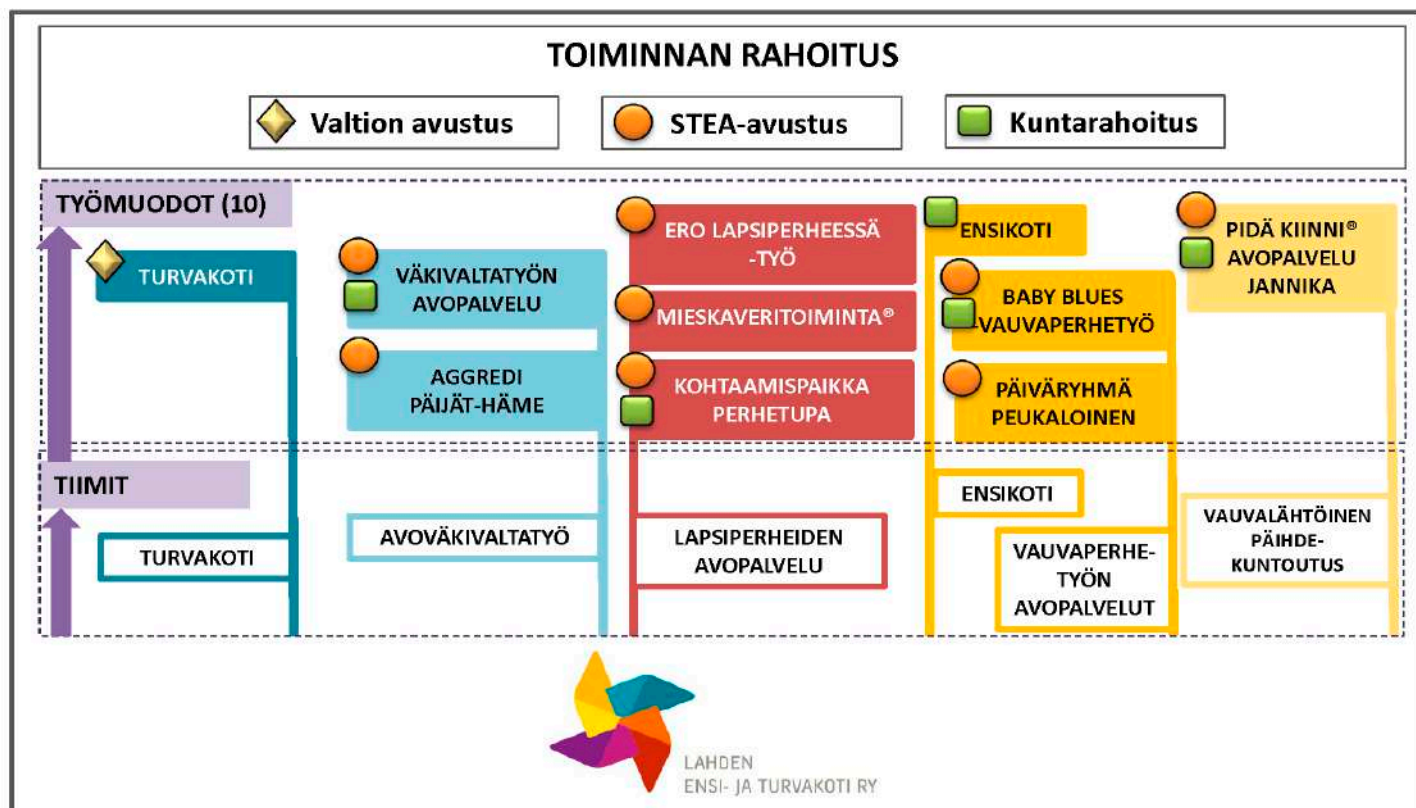 TOIMINNAN RAHOITUS
Valtion avustus
STEA-avustus
Kuntarahoitus
TYÖMUODOT (10)
TURVAKOTI
VÄKIVALTATYÖN
AVOPALVELU
AGGREDI
PÄIJÄT-HÄME
ERO LAPSIPERHEESSÄ
-TYÖ
MIESKAVERITOIMINTA®
KOHTAAMISPAIKKA
PERHETUPA
ENSIKOTI
BABY BLUES
-VAUVAPERHETYÖ
PÄIVÄRYHMÄ
PEUKALOINEN
PIDÄ KIINNI®
AVOPALVELU
JANNIKA
TIIMIT
TURVAKOTI
AVOVÄKIVALTATYÖ
LAPSIPERHEIDEN
AVOPALVELU
ENSIKOTI
VAUVAPERHE-
TYÖN
AVOPALVELUT
VAUVALÄHTÖINEN
PÄIHDE-
KUNTOUTUS
LAHDEN
ENSI- JA TURVAKOTI RY